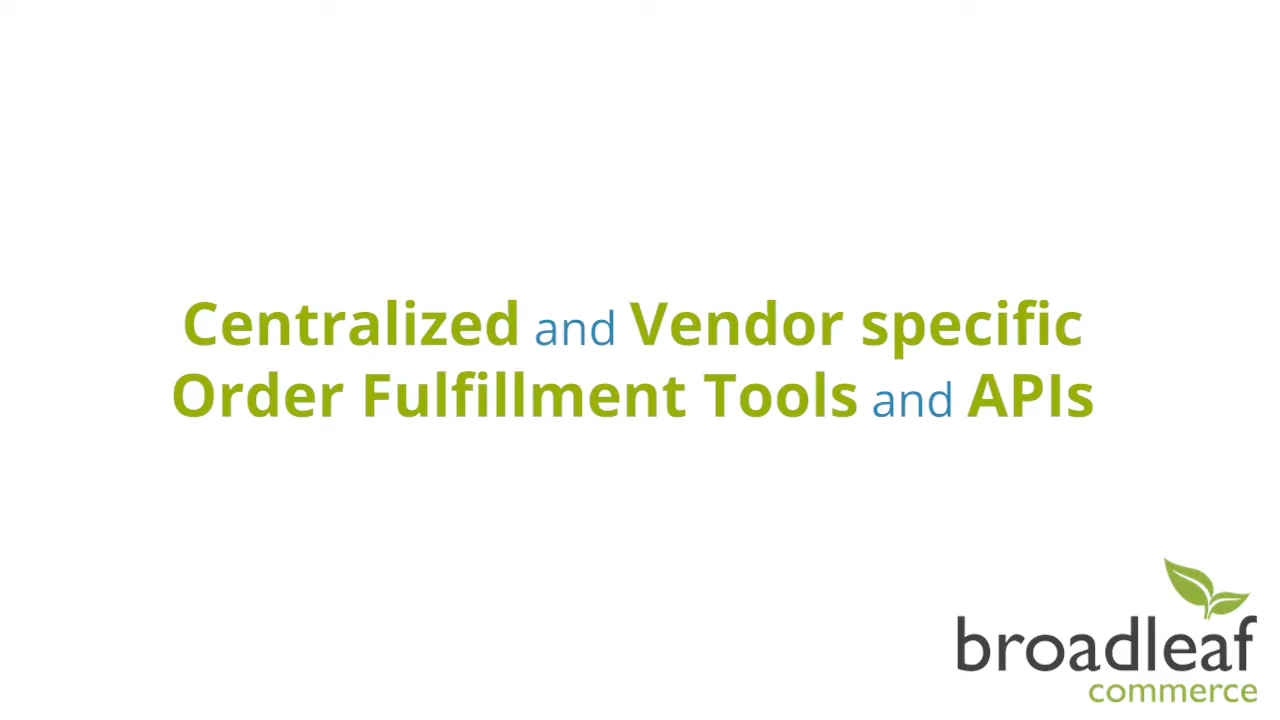 Centralized and Vendor specific
Order Fulfillment Tools and APIs
broadleaf
commerce